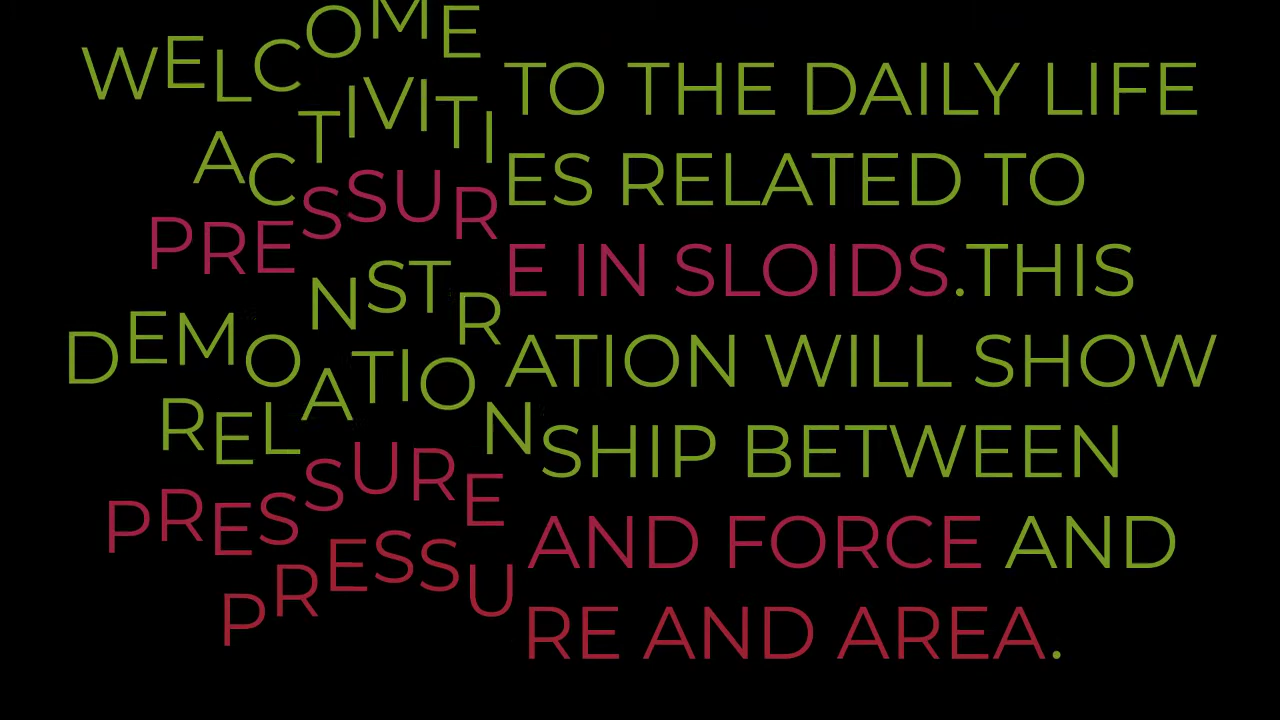 WELCOME TO THE DAILY LIFE
ACTIVITIES RELATED TO
PRESSURE IN SLOIDS.THIS
DEMONSTRATION WILL SHOW
RELATIONSHIP BETWEEN
PRESSURE AND FORCE AND
PRESSURE AND AREA.